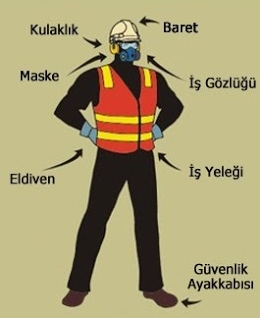 Kulaklık
Baret
Maske
İş Gözlüğü
Eldiven
İş Yeleği
Güvenlik
Ayakkabısı